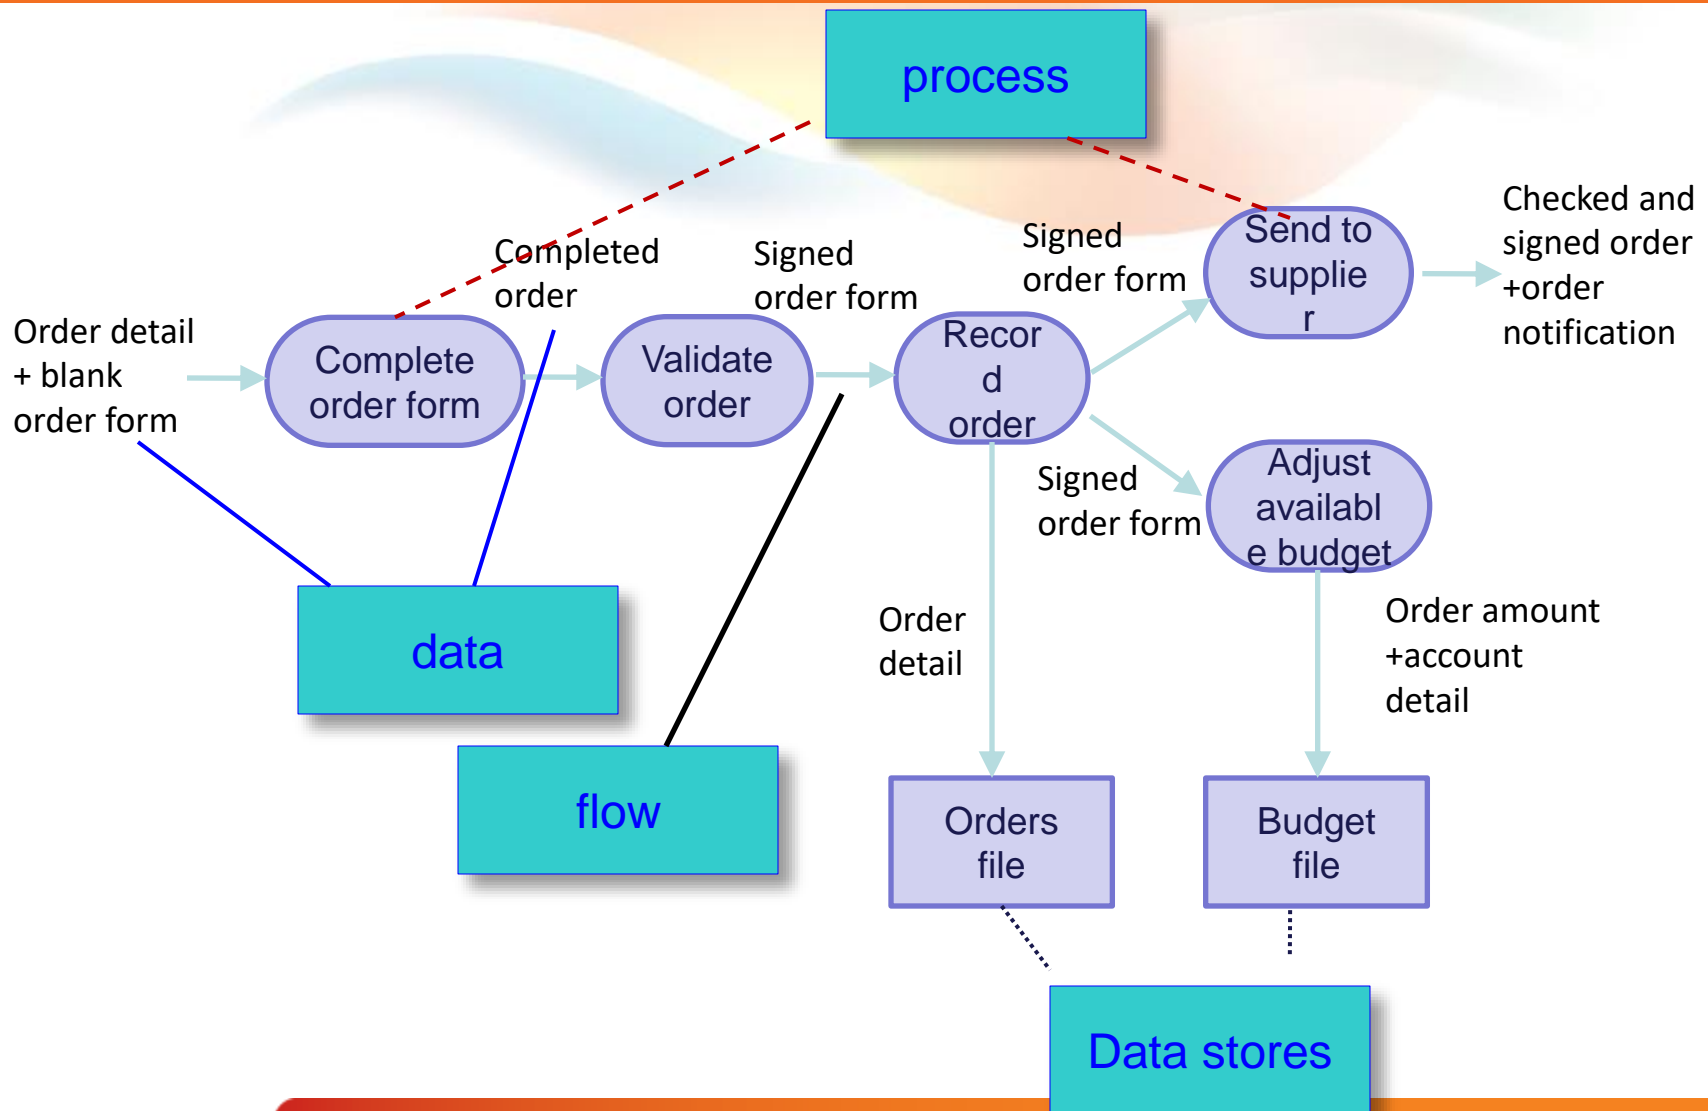 process
Checked and
signed order
+order
notification
Send to
supplie
r
Signed
order form
Completed
order
Signed
order form
Order detail
+ blank
order form
Complete
order form
Validate
order
Recor
d
order
Signed
order form
Adjust
availabl
e budget
data
Order
detail
Order amount
+account
detail
flow
Orders
file
Budget
file
Data stores